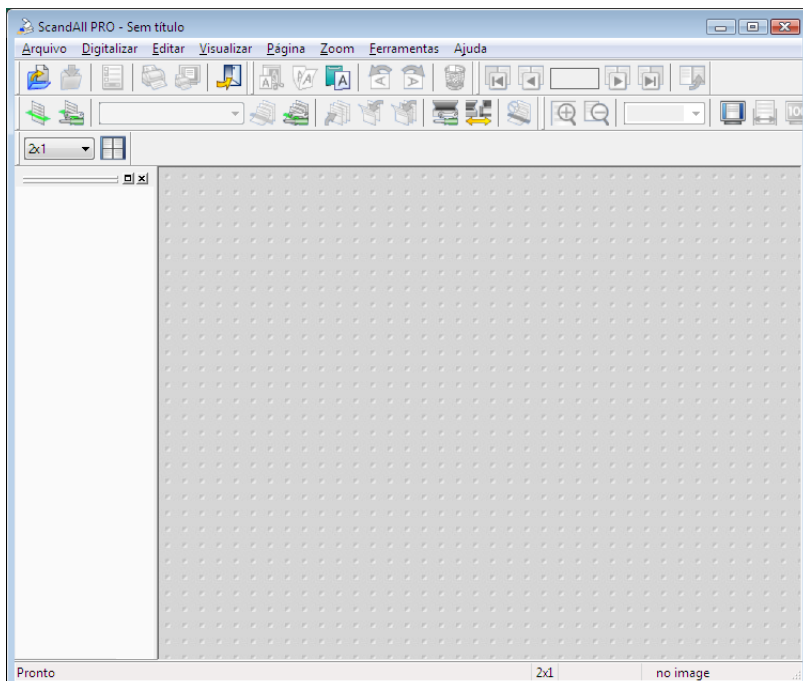 ScandAll PRO - Sem título
Arquivo Digitalizar Editar Visualizar Página Zoom Ferramentas Ajuda
2x1
Pronto 2x1 no image